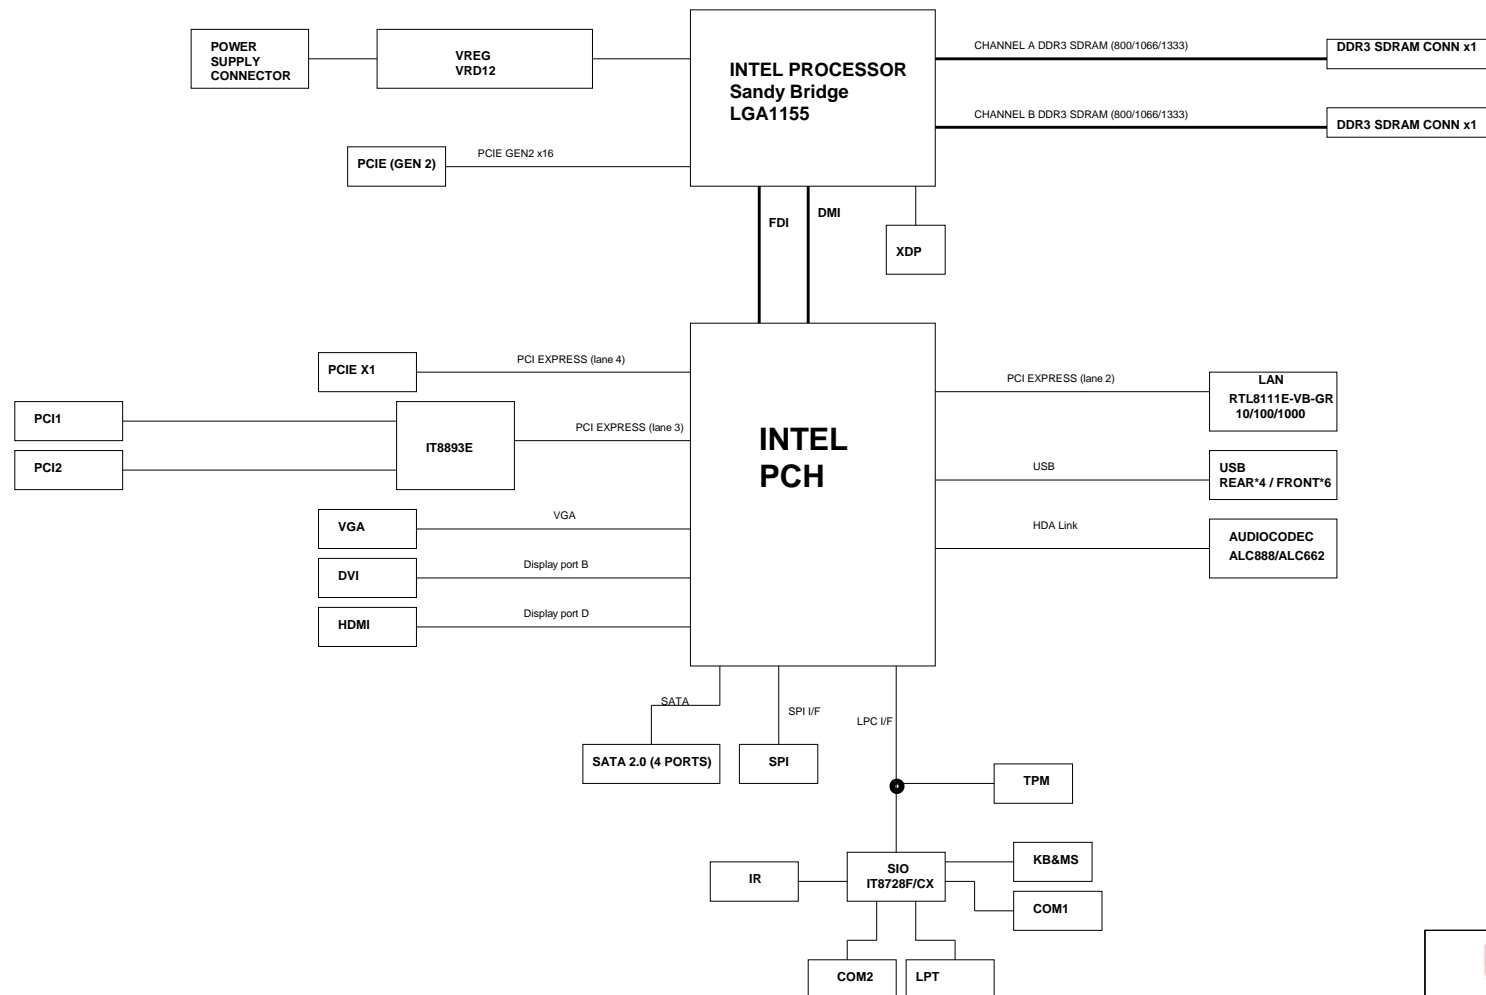 POWER
SUPPLY
CONNECTOR
VREG
VRD12
INTEL PROCESSOR
Sandy Bridge
LGA1155
CHANNEL A DDR3 SDRAM (800/1066/1333)
DDR3 SDRAM CONN x1
CHANNEL B DDR3 SDRAM (800/1066/1333)
DDR3 SDRAM CONN x1
PCIE (GEN 2)
PCIE GEN2 x16
FDI
DMI
XDP
PCIE X1
PCI EXPRESS (lane 4)
PCI EXPRESS (lane 2)
LAN
RTL8111E-VB-GR
10/100/1000
PCI1
PCI2
IT8893E
PCI EXPRESS (lane 3)
INTEL
PCH
USB
USB
REAR*4 / FRONT*6
VGA
VGA
HDA Link
AUDIOCODEC
ALC888/ALC662
DVI
Display port B
HDMI
Display port D
SATA
SPI I/F
LPC I/F
SATA 2.0 (4 PORTS)
SPI
TPM
IR
SIO
IT8728F/CX
KB&MS
COM1
COM2
LPT